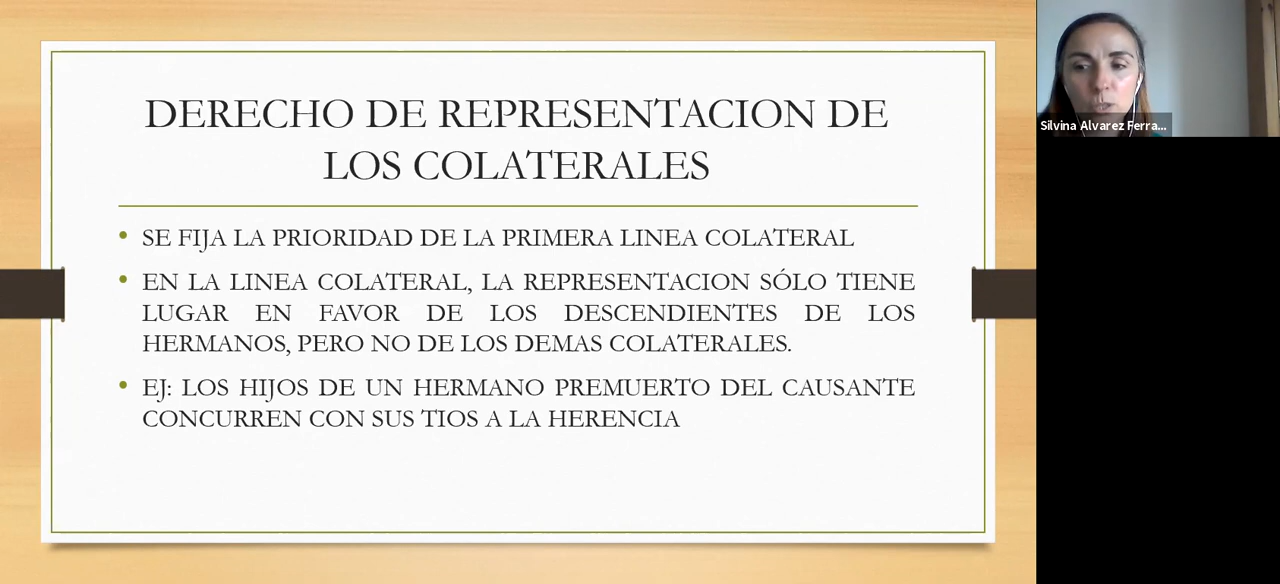 DERECHO DE REPRESENTACION DE
LOS COLATERALES
• SE FIJA LA PRIORIDAD DE LA PRIMERA LINEA COLATERAL
• EN LA LINEA COLATERAL, LA REPRESENTACION SÓLO TIENE
LUGAR EN FAVOR DE LOS DESCENDIENTES DE LOS
HERMANOS, PERO NO DE LOS DEMAS COLATERALES.
• EJ: LOS HIJOS DE UN HERMANO PREMUERTO DEL CAUSANTE
CONCURREN CON SUS TIOS A LA HERENCIA
Silvina Alvarez Ferra...